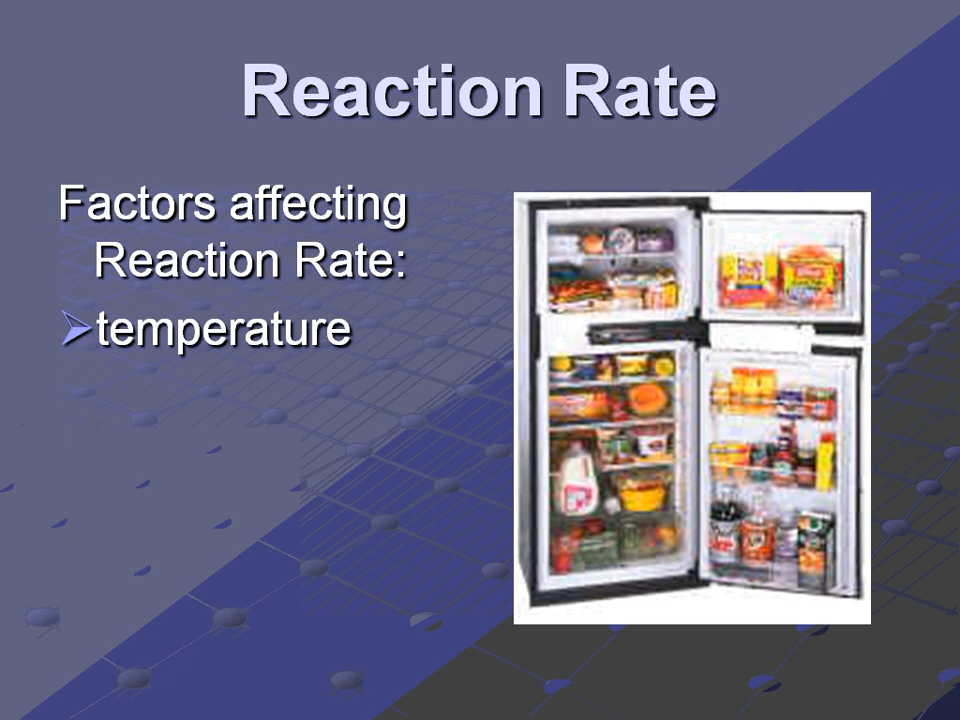 Reaction Rate
Factors affecting
Reaction Rate:
temperature